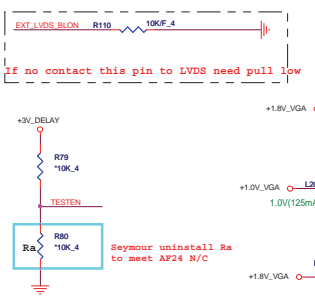 EXT_LVDS_BLON R110 10K/F_4
If no contact this pin to LVDS need pull low
+1.8V_VGA
+3V_DELAY
R79
*10K_4
+1.0V_VGA
TESTEN
1.0V(125mA
R80
Ra *10K_4
Seymour uninstall Ra
to meet AF24 N/C
+1.8V_VGA